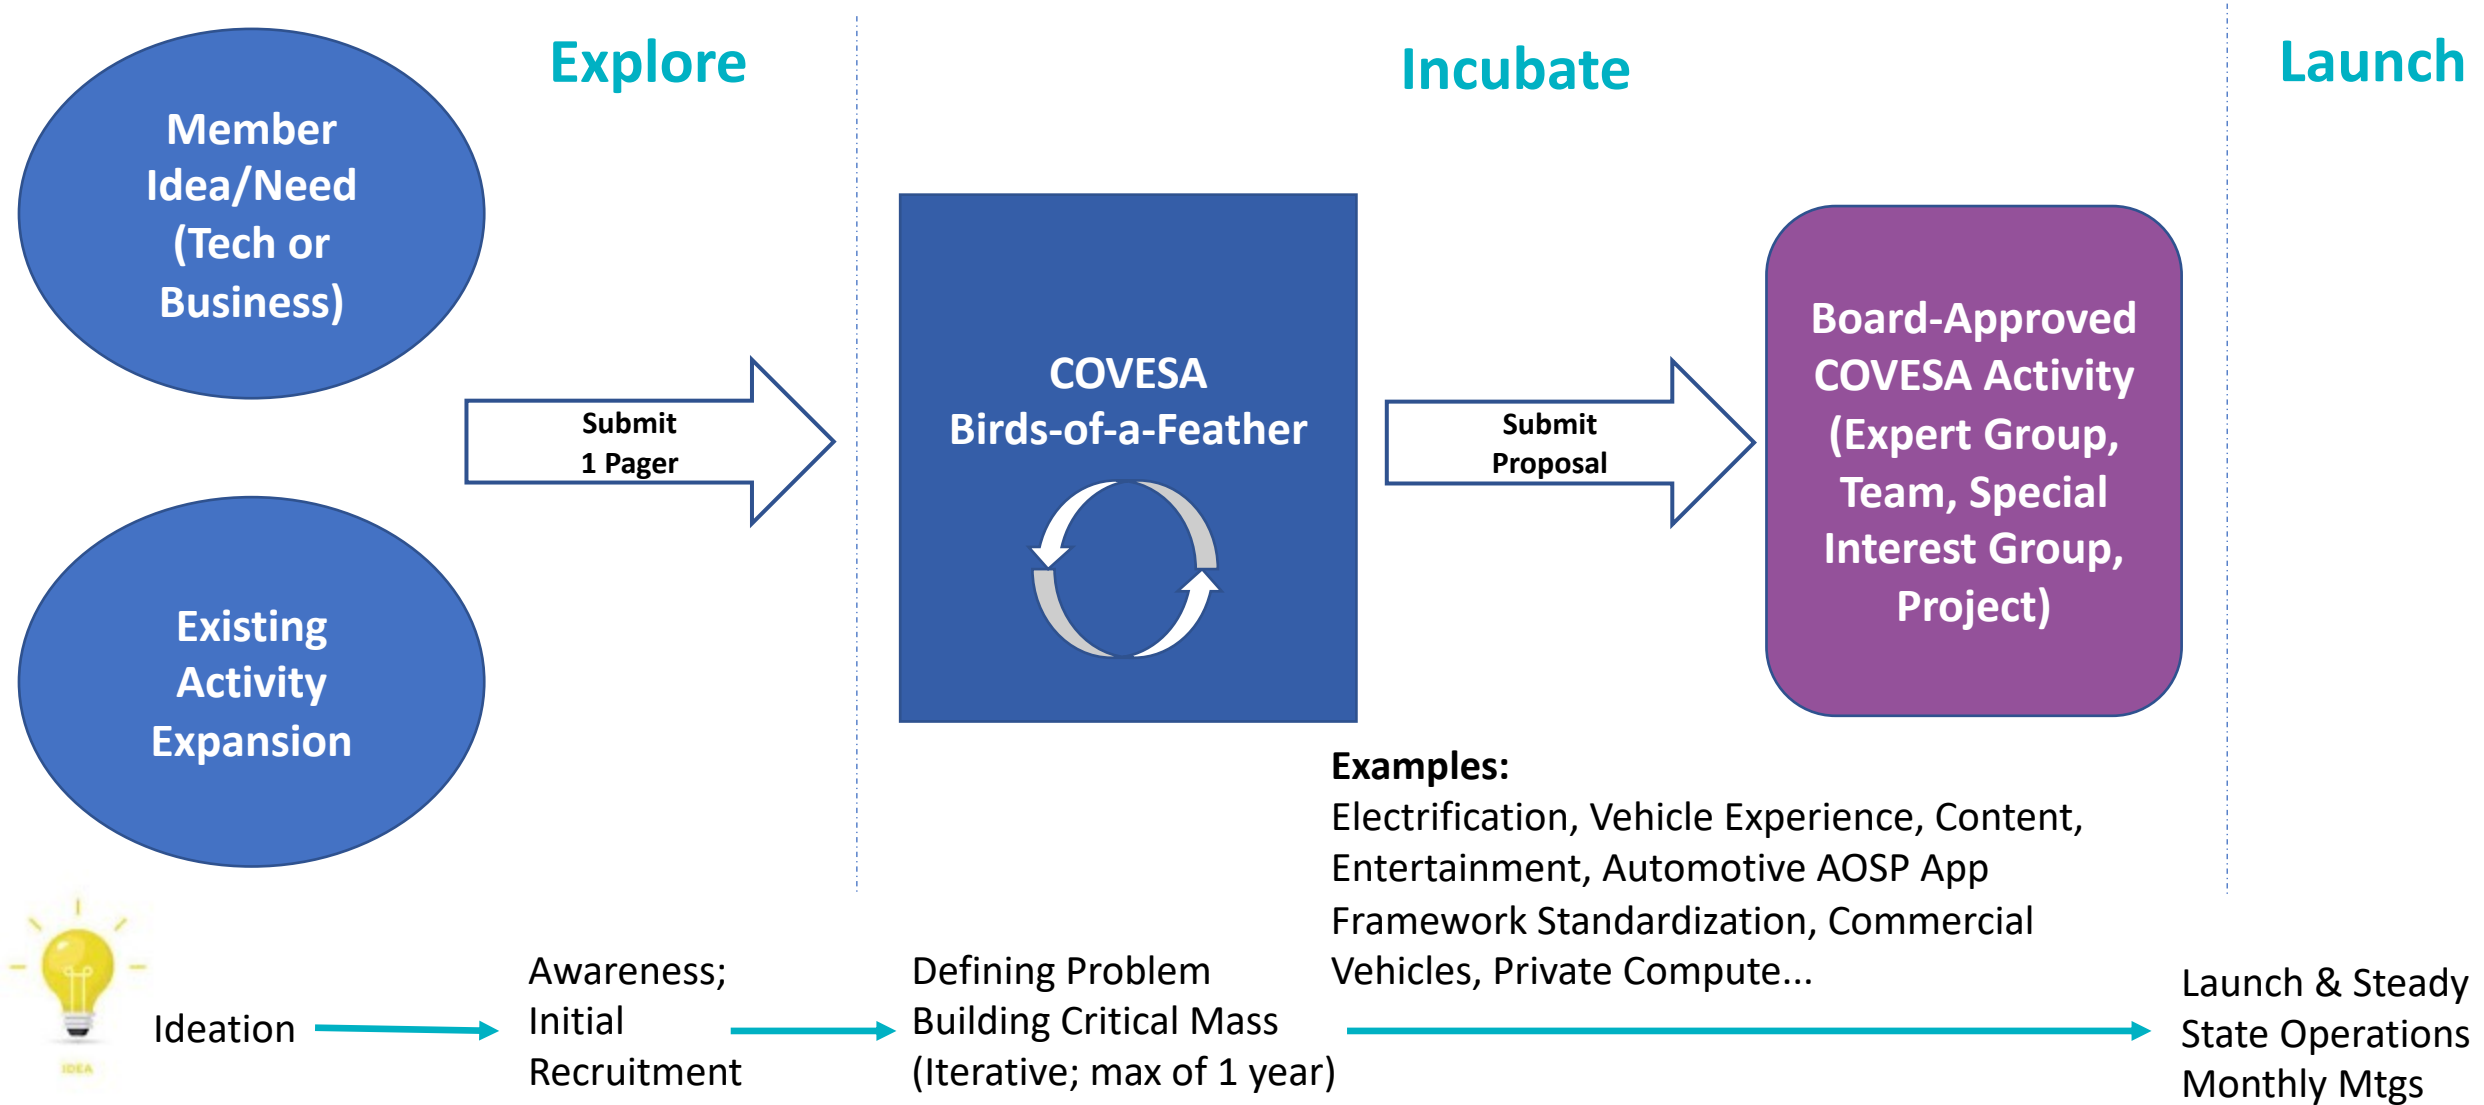 Explore
Incubate
Launch
Member
Idea/Need
(Tech or
Business)
Submit
1 Pager
COVESA
Birds-of-a-Feather
Submit
Proposal
Board-Approved
COVESA Activity
(Expert Group,
Team, Special
Interest Group,
Project)
Existing
Activity
Expansion
Examples:
Electrification, Vehicle Experience, Content,
Entertainment, Automotive AOSP App
Framework Standardization, Commercial
Vehicles, Private Compute...
IDEA
Ideation
Awareness;
Initial
Recruitment
Defining Problem
Building Critical Mass
(Iterative; max of 1 year)
Launch & Steady
State Operations
Monthly Mtgs